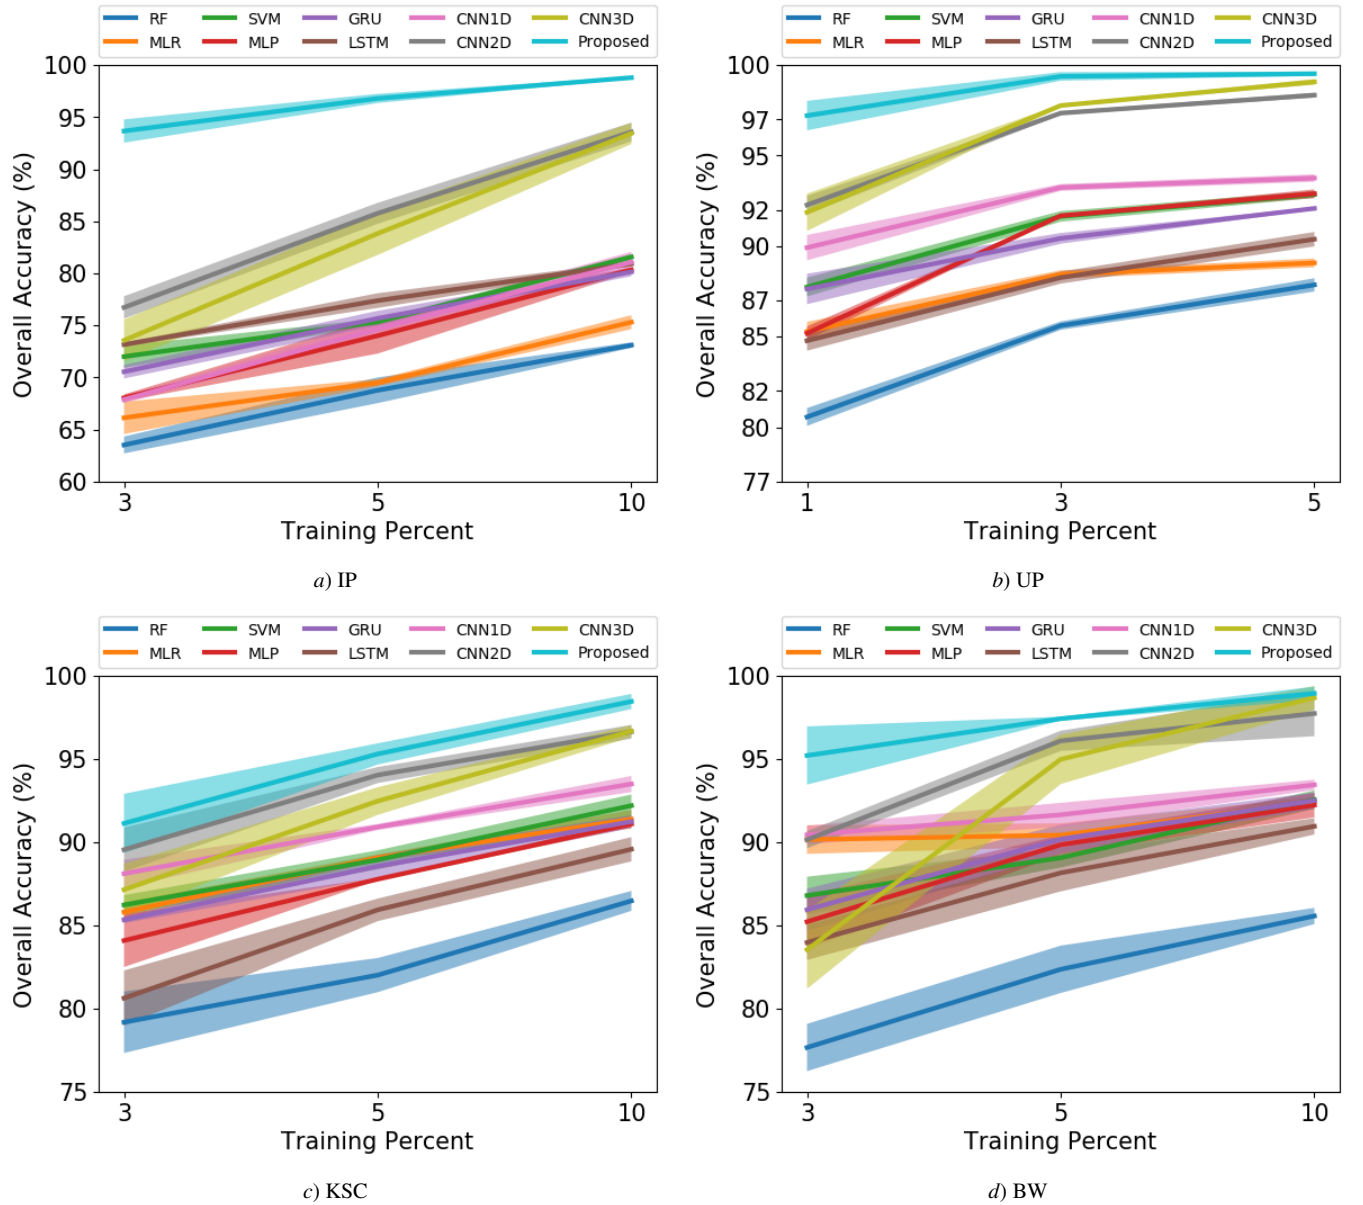 RF SVM GRU CNN1D CNN3D
MLR MLP LSTM CNN2D Proposed
100
95
90
85
80
75
70
65
60
Overall Accuracy (%)
3 5 10
Training Percent
a) IP
RF SVM GRU CNN1D CNN3D
MLR MLP LSTM CNN2D Proposed
100
97
95
92
90
87
85
82
80
77
Overall Accuracy (%)
1 3 5
Training Percent
b) UP
RF SVM GRU CNN1D CNN3D
MLR MLP LSTM CNN2D Proposed
100
95
90
85
80
75
Overall Accuracy (%)
3 5 10
Training Percent
c) KSC
RF SVM GRU CNN1D CNN3D
MLR MLP LSTM CNN2D Proposed
100
95
90
85
80
75
Overall Accuracy (%)
3 5 10
Training Percent
d) BW